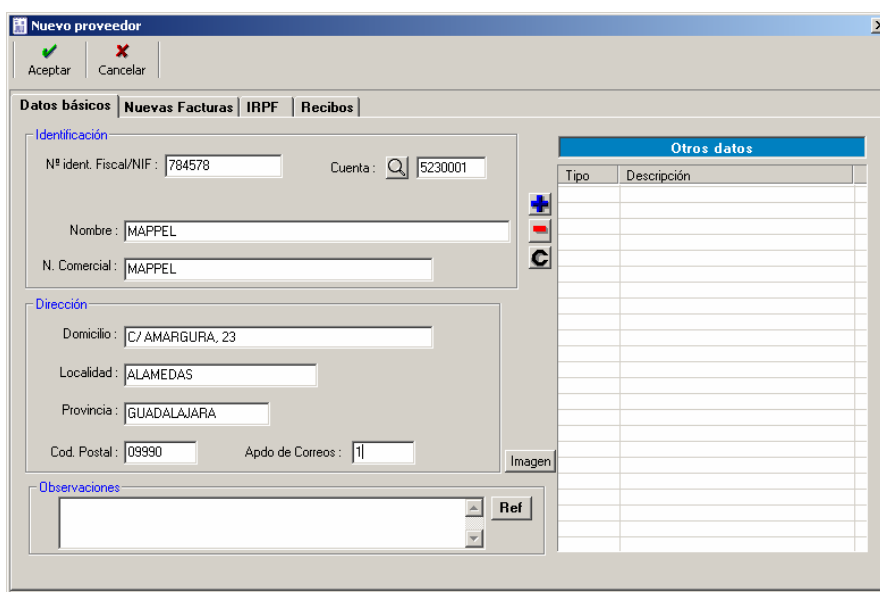 Nuevo proveedor
Aceptar Cancelar
Datos básicos Nuevas Facturas IRPF Recibos
Identificación
Nº ident. Fiscal/NIF : 784578 Cuenta : 5230001
Nombre : MAPPEL
N. Comercial : MAPPEL
Dirección
Domicilio : C/ AMARGURA, 23
Localidad : ALAMEDAS
Provincia : GUADALAJARA
Cod. Postal : 09990 Apdo de Correos : 1
Imagen
Observaciones
Ref
Otros datos
Tipo Descripción
C